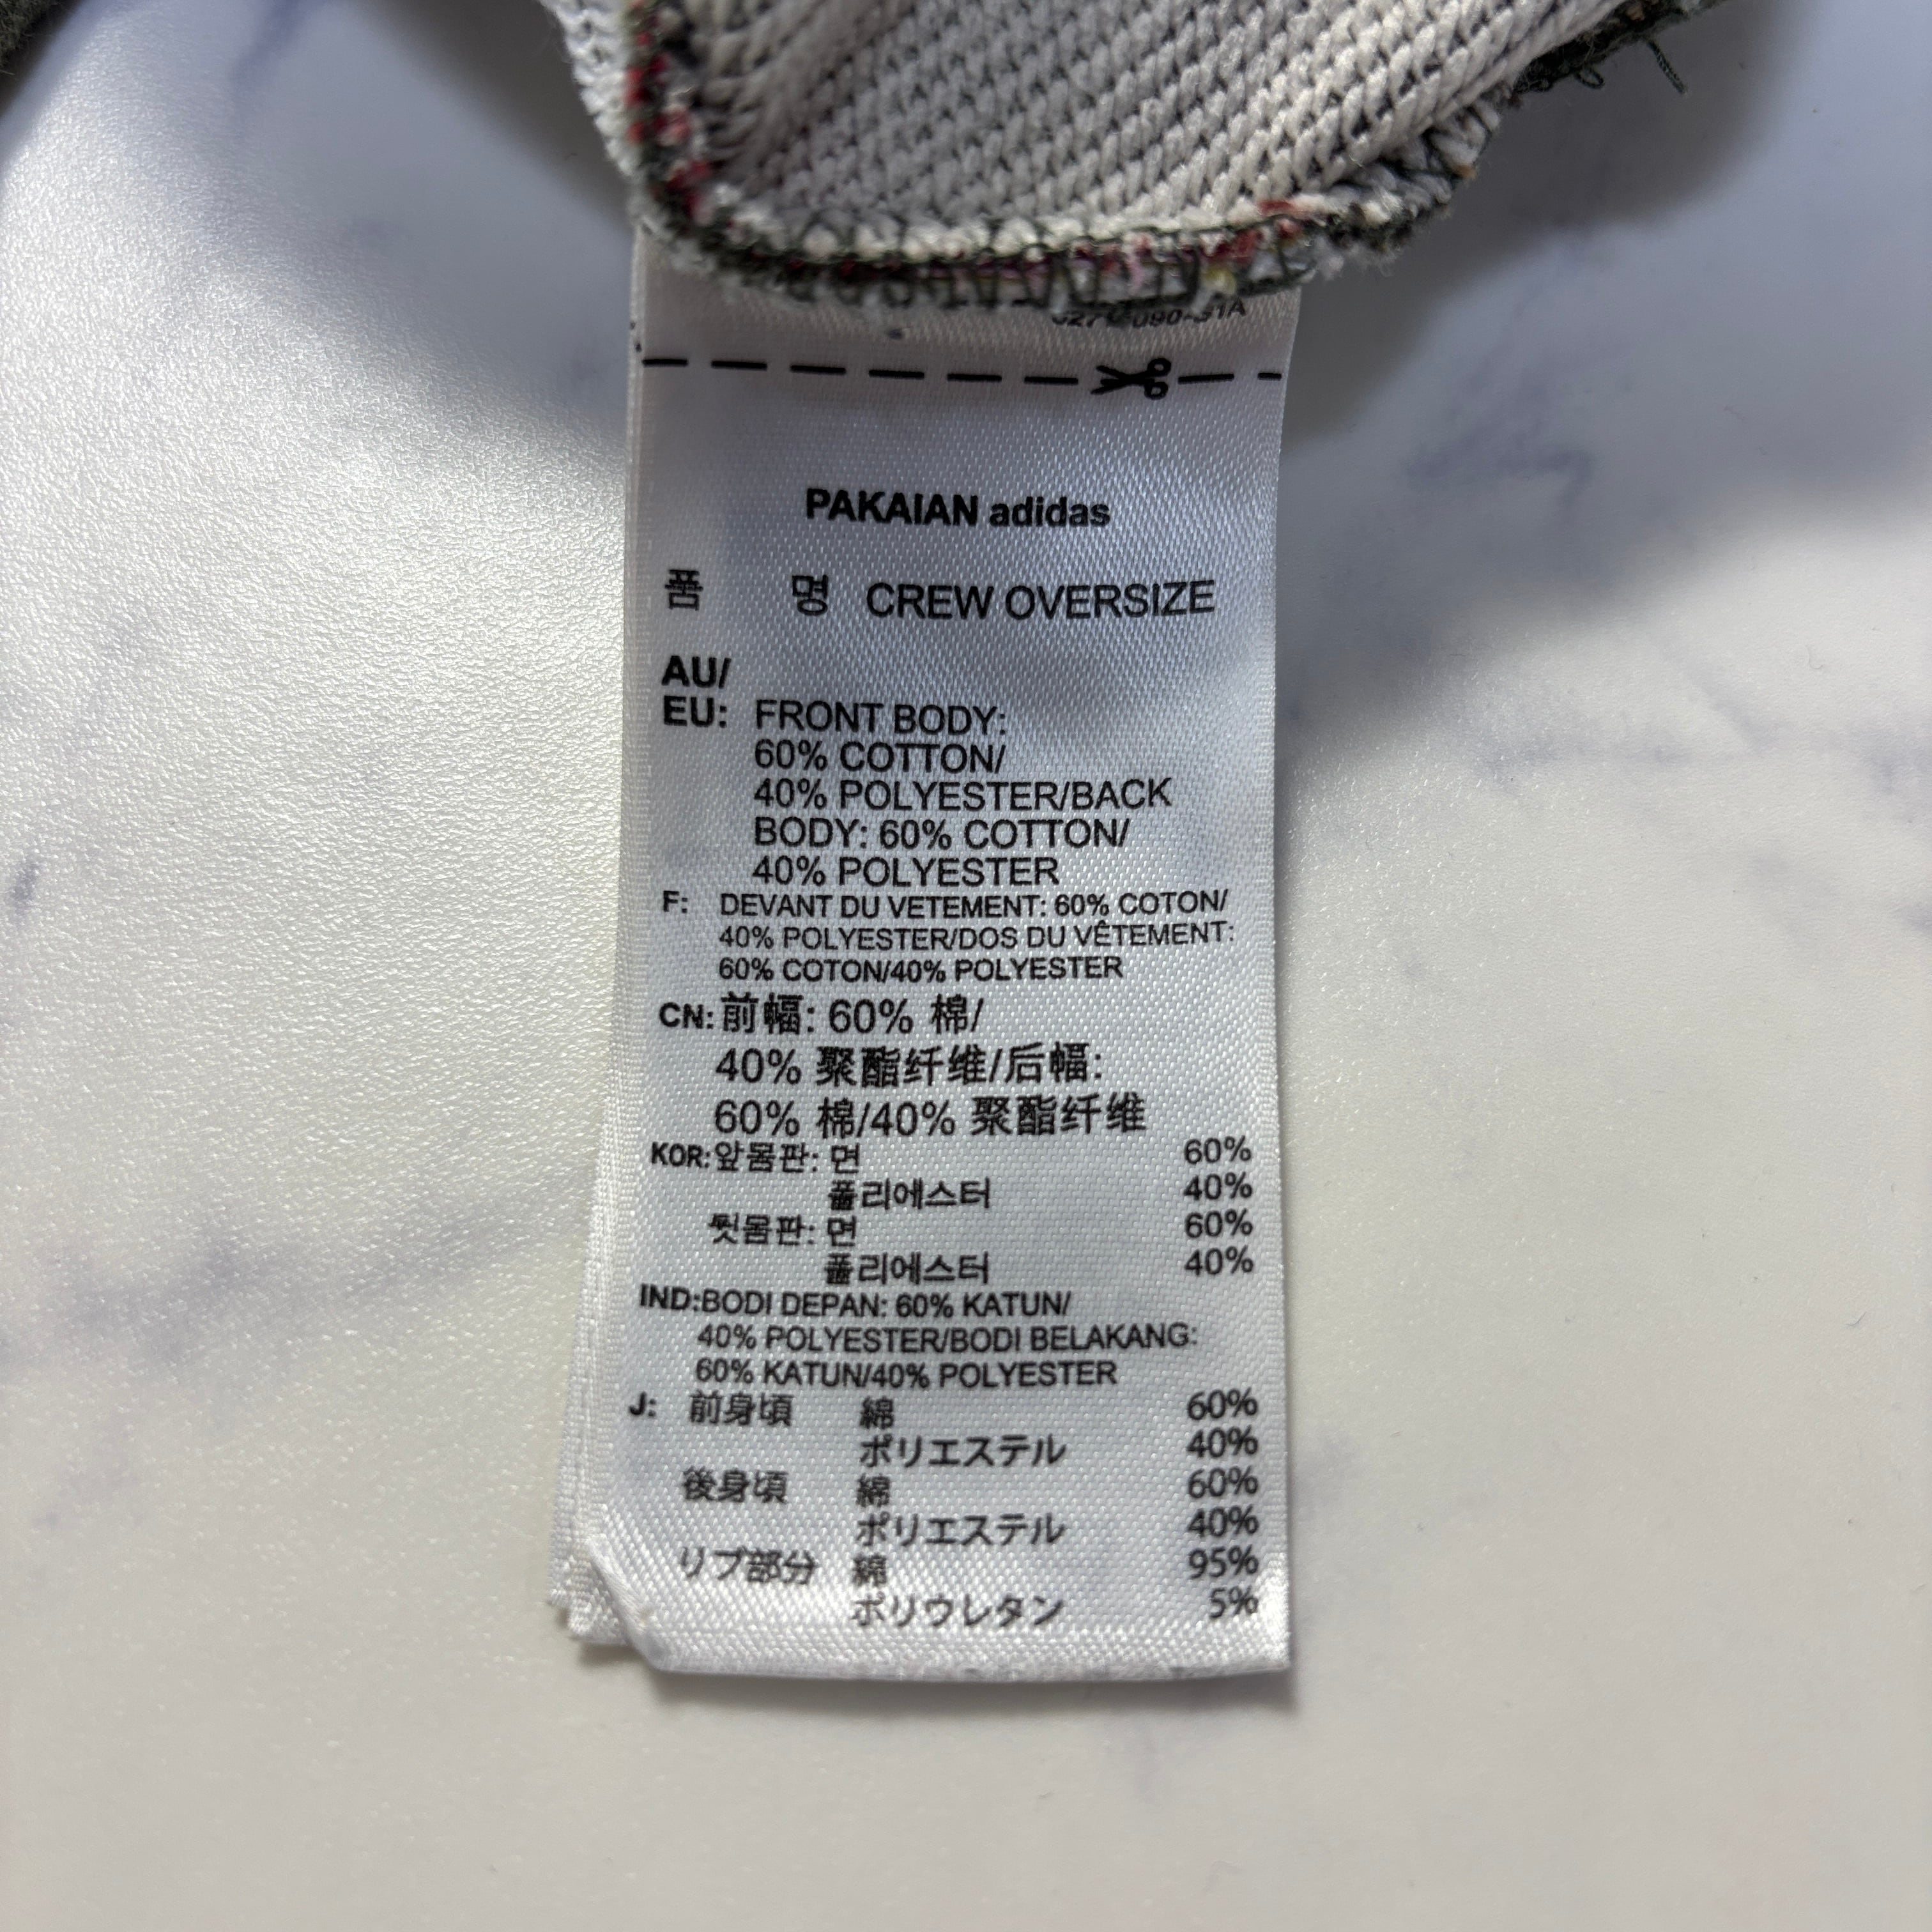 PAKAIAN adidas
품 명 CREW OVERSIZE
AU/
EU: FRONT BODY:
60% COTTON/
40% POLYESTER/BACK
BODY: 60% COTTON/
40% POLYESTER
F: DEVANT DU VETEMENT: 60% COTON/
40% POLYESTER/DOS DU VÊTEMENT:
60% COTON/40% POLYESTER
CN: 前幅: 60% 棉/
40% 聚酯纤维/后幅:
60% 棉/40% 聚酯纤维
KOR: 앞몸판: 면 60%
폴리에스터 40%
뒷몸판: 면 60%
폴리에스터 40%
IND: BODI DEPAN: 60% KATUN/
40% POLYESTER/BODI BELAKANG:
60% KATUN/40% POLYESTER
J: 前身頃 綿 60%
ポリエステル 40%
後身頃 綿 60%
ポリエステル 40%
リブ部分 綿 95%
ポリウレタン 5%